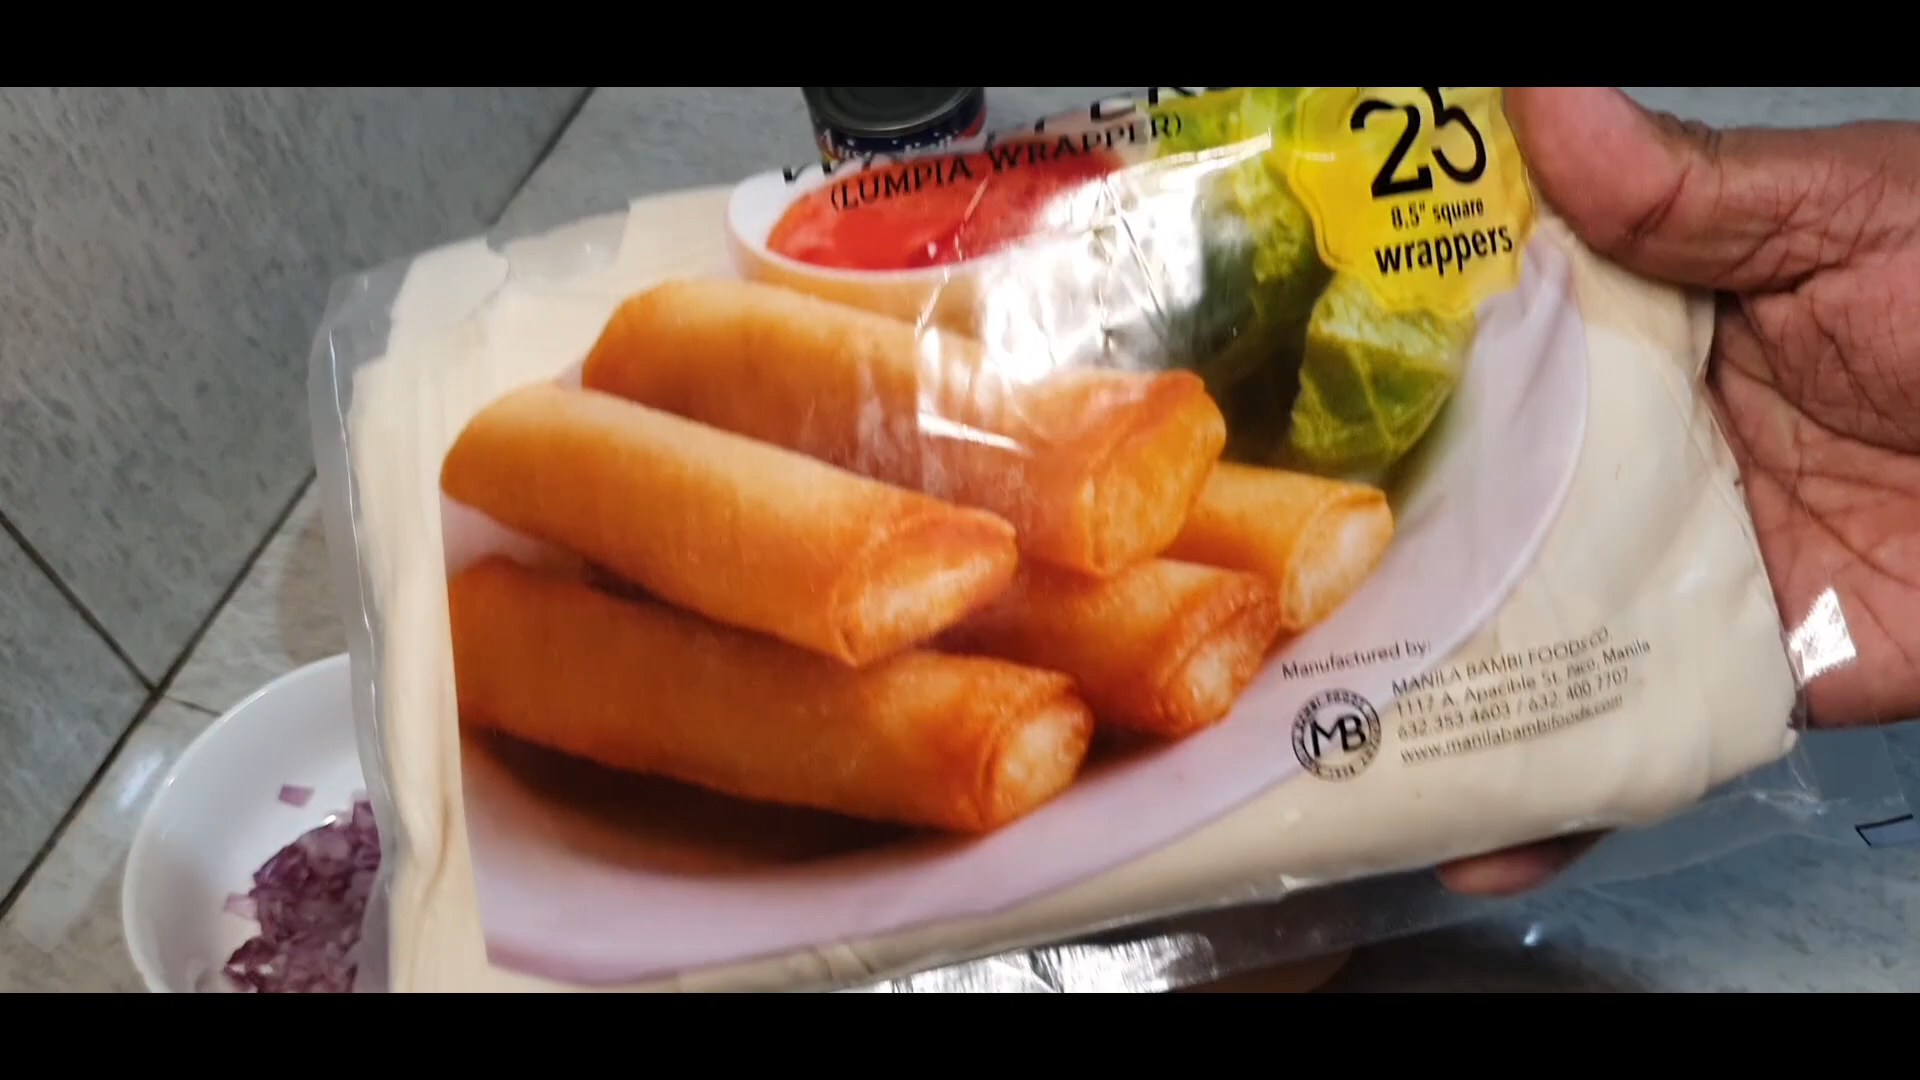 (LUMPIA WRAPPER)
25
8.5" square
wrappers
Manufactured by:
MANILA BAMBI FOODS CO.
1117 A. Apacible St. Paco, Manila
632.353.4603 / 632. 400.7707
www.manilabambifoods.com
MB